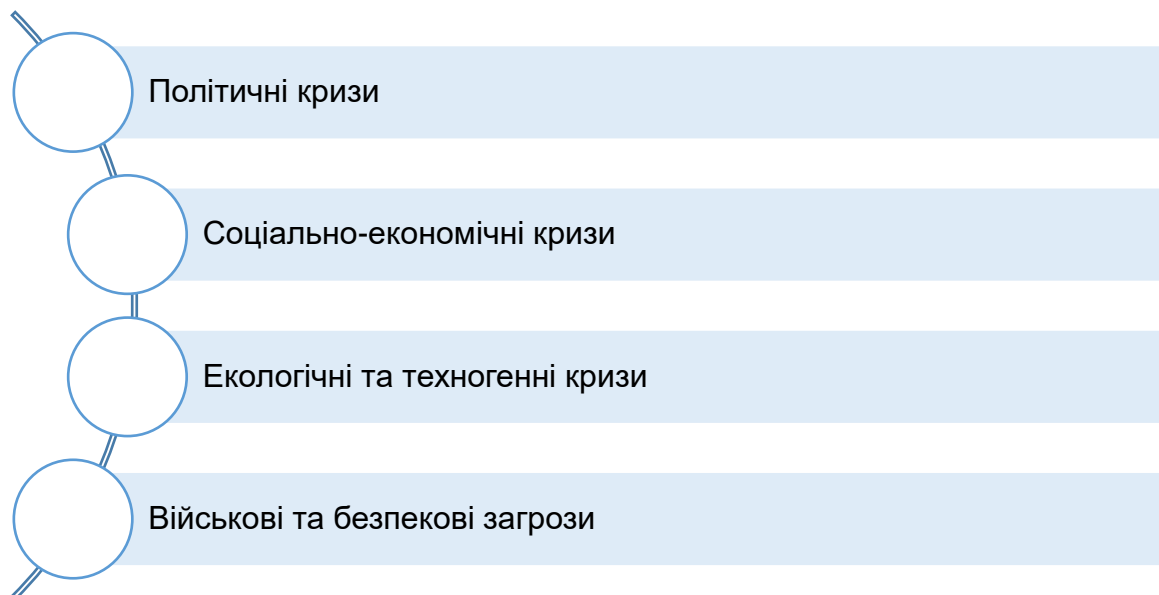 Політичні кризи
Соціально-економічні кризи
Екологічні та техногенні кризи
Військові та безпекові загрози